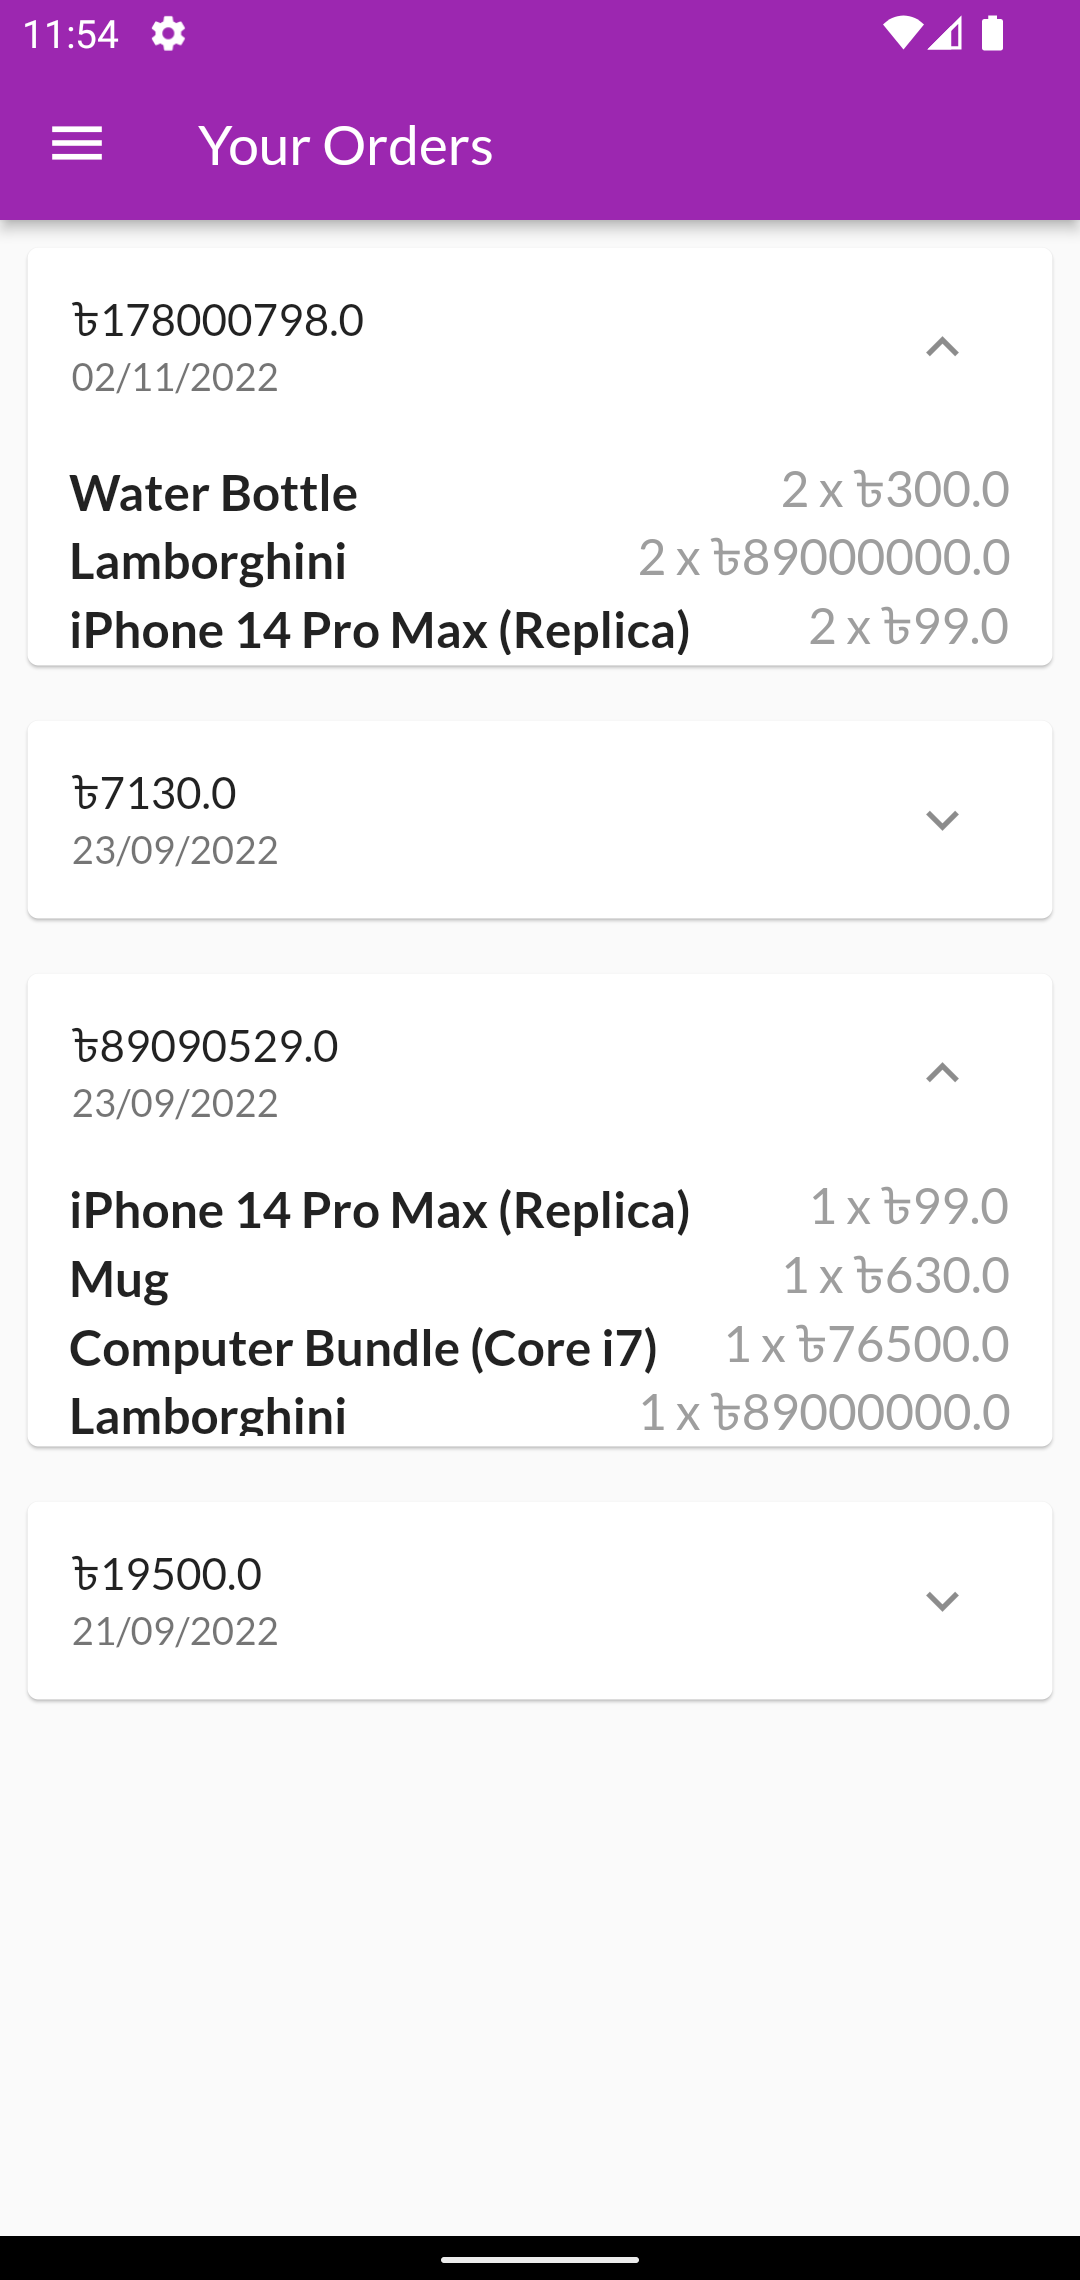 11:54
Your Orders
৳178000798.0
02/11/2022
Water Bottle 2 x ৳300.0
Lamborghini 2 x ৳89000000.0
iPhone 14 Pro Max (Replica) 2 x ৳99.0
৳7130.0
23/09/2022
৳89090529.0
23/09/2022
iPhone 14 Pro Max (Replica) 1 x ৳99.0
Mug 1 x ৳630.0
Computer Bundle (Core i7) 1 x ৳76500.0
Lamborghini 1 x ৳89000000.0
৳19500.0
21/09/2022